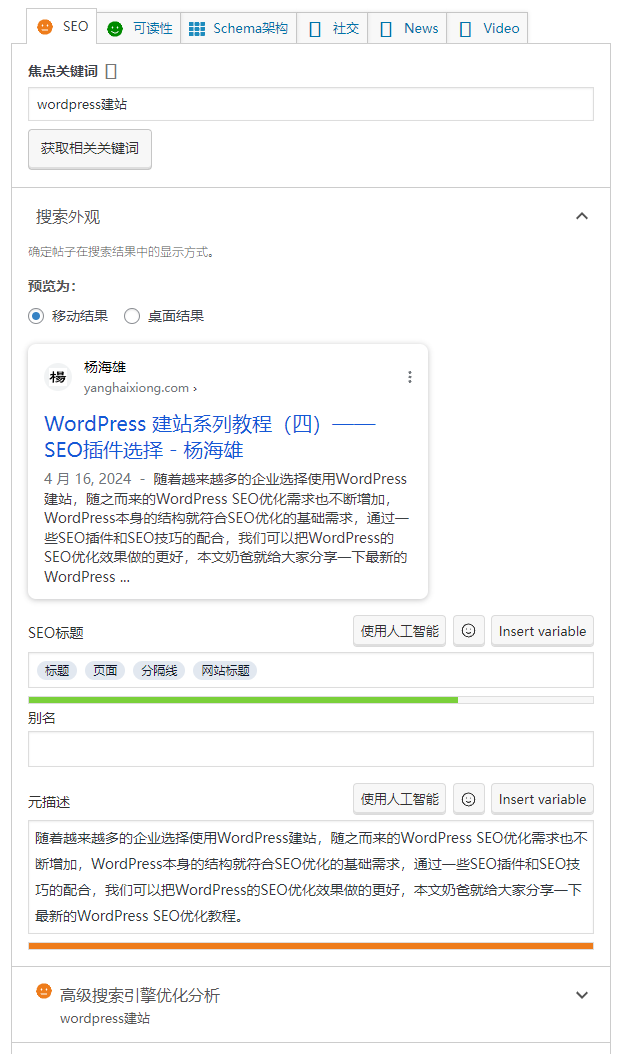 SEO 可读性 Schema架构 社交 News Video
焦点关键词
wordpress建站
获取相关关键词
搜索外观
确定帖子在搜索结果中的显示方式。
预览为：
移动结果 桌面结果
楊 杨海雄
yanghaixiong.com ›
WordPress 建站系列教程（四）——
SEO插件选择 - 杨海雄
4 月 16, 2024 - 随着越来越多的企业选择使用WordPress
建站，随之而来的WordPress SEO优化需求也不断增加，
WordPress本身的结构就符合SEO优化的基础需求，通过一
些SEO插件和SEO技巧的配合，我们可以把WordPress的
SEO优化效果做的更好，本文奶爸就给大家分享一下最新的
WordPress ...
SEO标题 使用人工智能 Insert variable
标题 页面 分隔线 网站标题
别名
元描述 使用人工智能 Insert variable
随着越来越多的企业选择使用WordPress建站，随之而来的WordPress SEO优化需求也不
断增加，WordPress本身的结构就符合SEO优化的基础需求，通过一些SEO插件和SEO技
巧的配合，我们可以把WordPress的SEO优化效果做的更好，本文奶爸就给大家分享一下
最新的WordPress SEO优化教程。
高级搜索引擎优化分析
wordpress建站